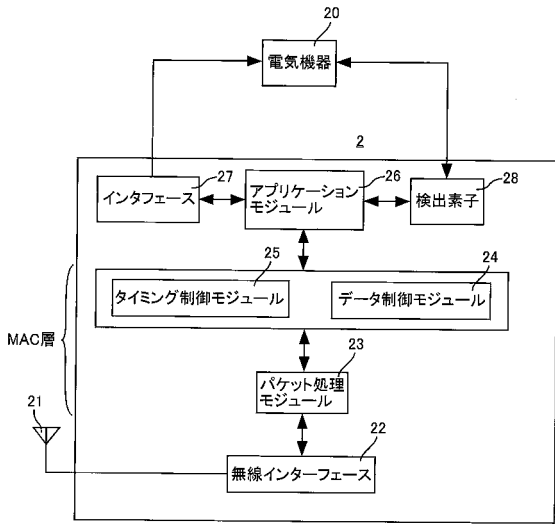 20
電気機器
2
27
インタフェース
26
アプリケーション
モジュール
28
検出素子
25
タイミング制御モジュール
24
データ制御モジュール
MAC層
23
パケット処理
モジュール
21
22
無線インターフェース